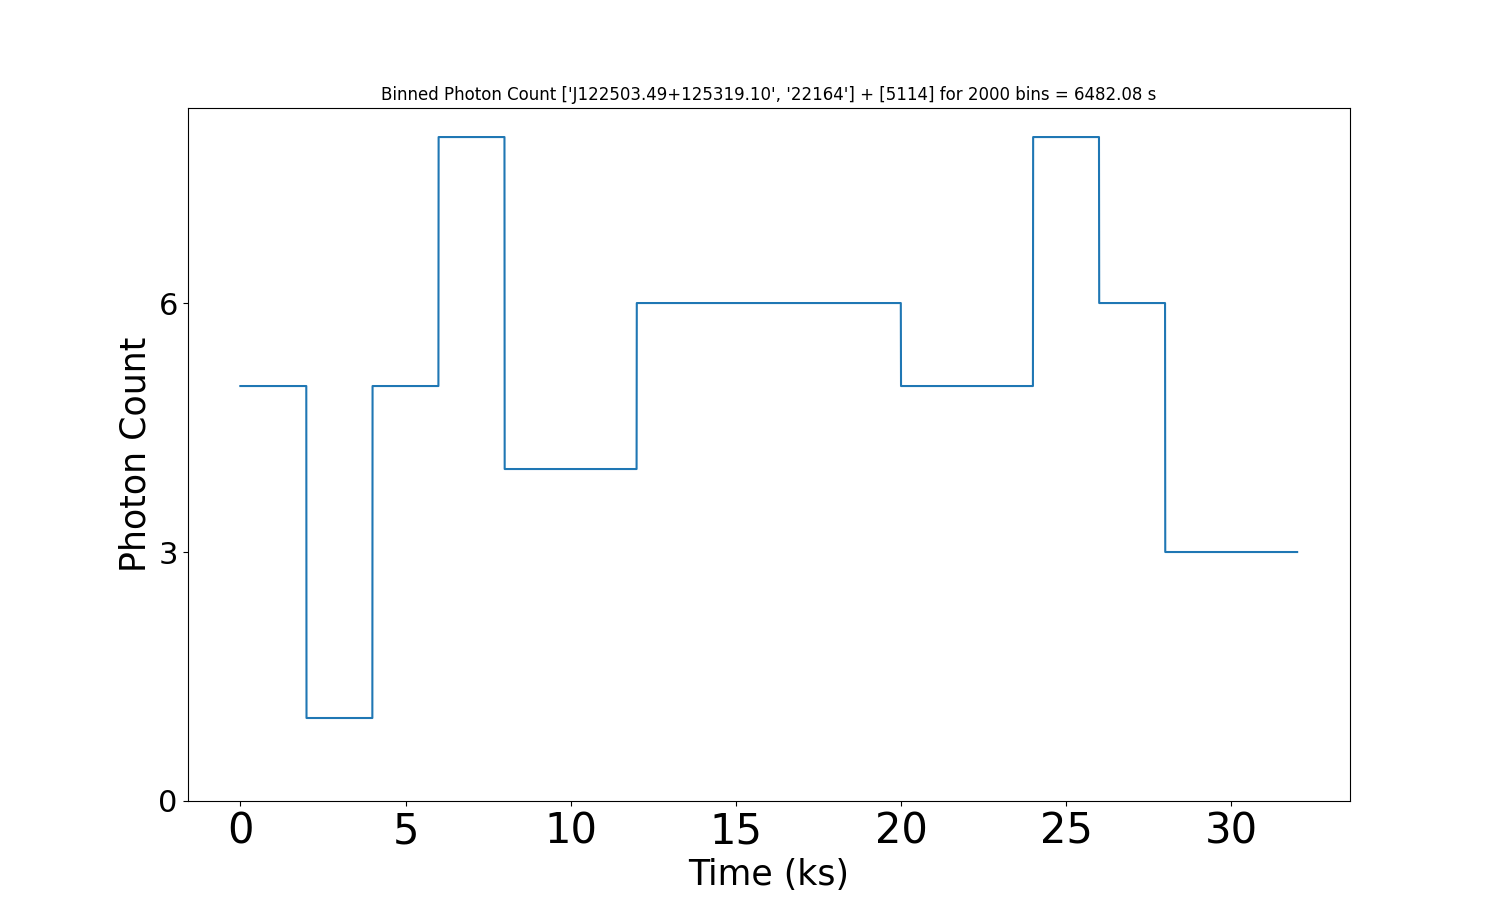 Binned Photon Count ['J122503.49+125319.10', '22164'] + [5114] for 2000 bins = 6482.08 s
6
3
0
Photon Count
0 5 10 15 20 25 30
Time (ks)